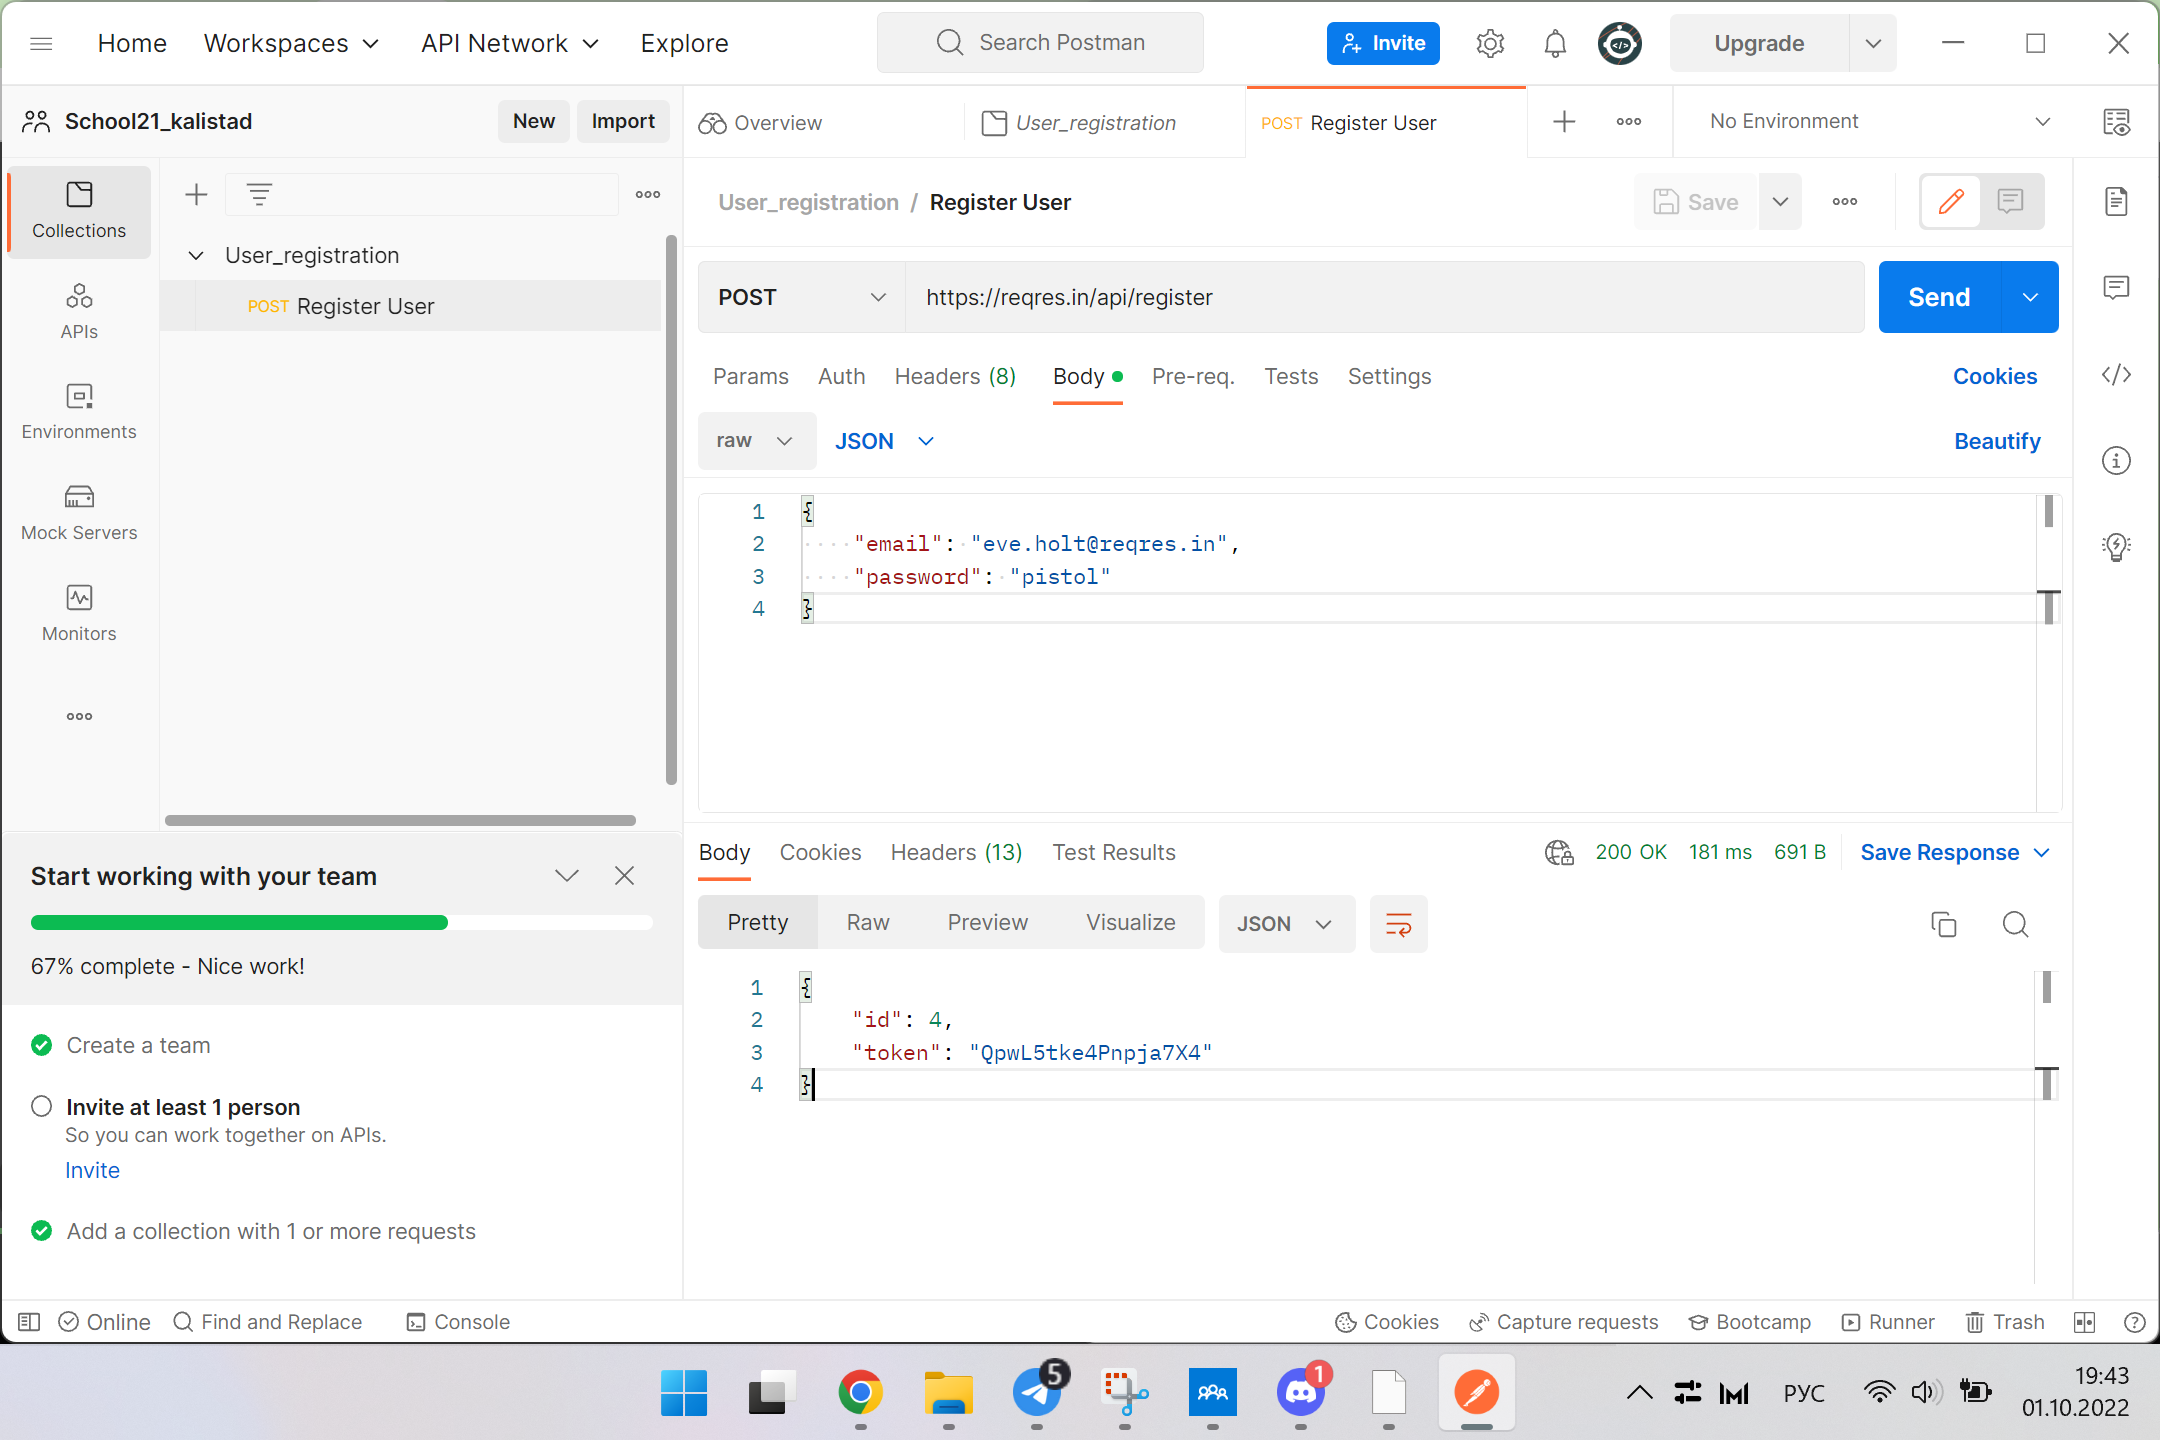 Home Workspaces API Network Explore Search Postman Invite Upgrade
School21_kalistad New Import Overview User_registration POST Register User No Environment
Collections
APIs
Environments
Mock Servers
Monitors
User_registration
POST Register User
User_registration / Register User Save
POST https://reqres.in/api/register Send
Params Auth Headers (8) Body Pre-req. Tests Settings Cookies
raw JSON Beautify
1 {
2 "email": "eve.holt@reqres.in",
3 "password": "pistol"
4 }
Body Cookies Headers (13) Test Results 200 OK 181 ms 691 B Save Response
Pretty Raw Preview Visualize JSON
1 {
2 "id": 4,
3 "token": "QpwL5tke4Pnpja7X4"
4 }
Start working with your team
67% complete - Nice work!
Create a team
Invite at least 1 person
So you can work together on APIs.
Invite
Add a collection with 1 or more requests
Online Find and Replace Console Cookies Capture requests Bootcamp Runner Trash
5 1 РУС 19:43
01.10.2022